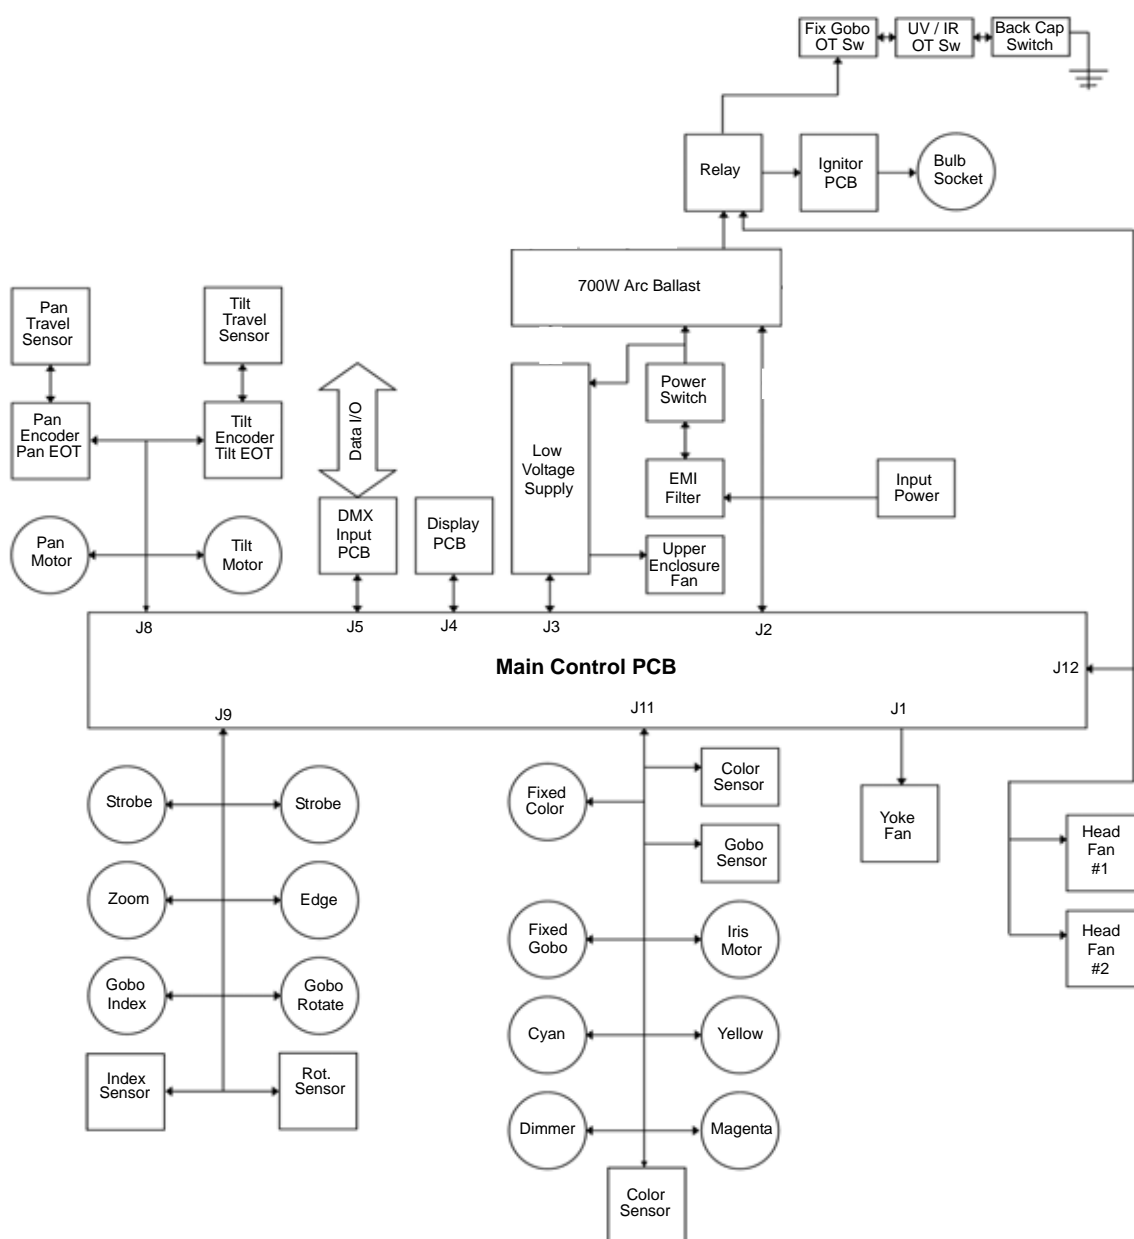 Fix Gobo
OT Sw
UV / IR
OT Sw
Back Cap
Switch
Relay
Ignitor
PCB
Bulb
Socket
700W Arc Ballast
Pan
Travel
Sensor
Tilt
Travel
Sensor
Pan
Encoder
Pan EOT
Tilt
Encoder
Tilt EOT
Data I/O
Low
Voltage
Supply
Power
Switch
EMI
Filter
Input
Power
Pan
Motor
Tilt
Motor
DMX
Input
PCB
Display
PCB
Upper
Enclosure
Fan
J8
J5
J4
J3
J2
Main Control PCB
J12
J9
J11
J1
Strobe
Strobe
Fixed
Color
Color
Sensor
Yoke
Fan
Gobo
Sensor
Head
Fan
#1
Zoom
Edge
Fixed
Gobo
Iris
Motor
Head
Fan
#2
Gobo
Index
Gobo
Rotate
Cyan
Yellow
Index
Sensor
Rot.
Sensor
Dimmer
Magenta
Color
Sensor